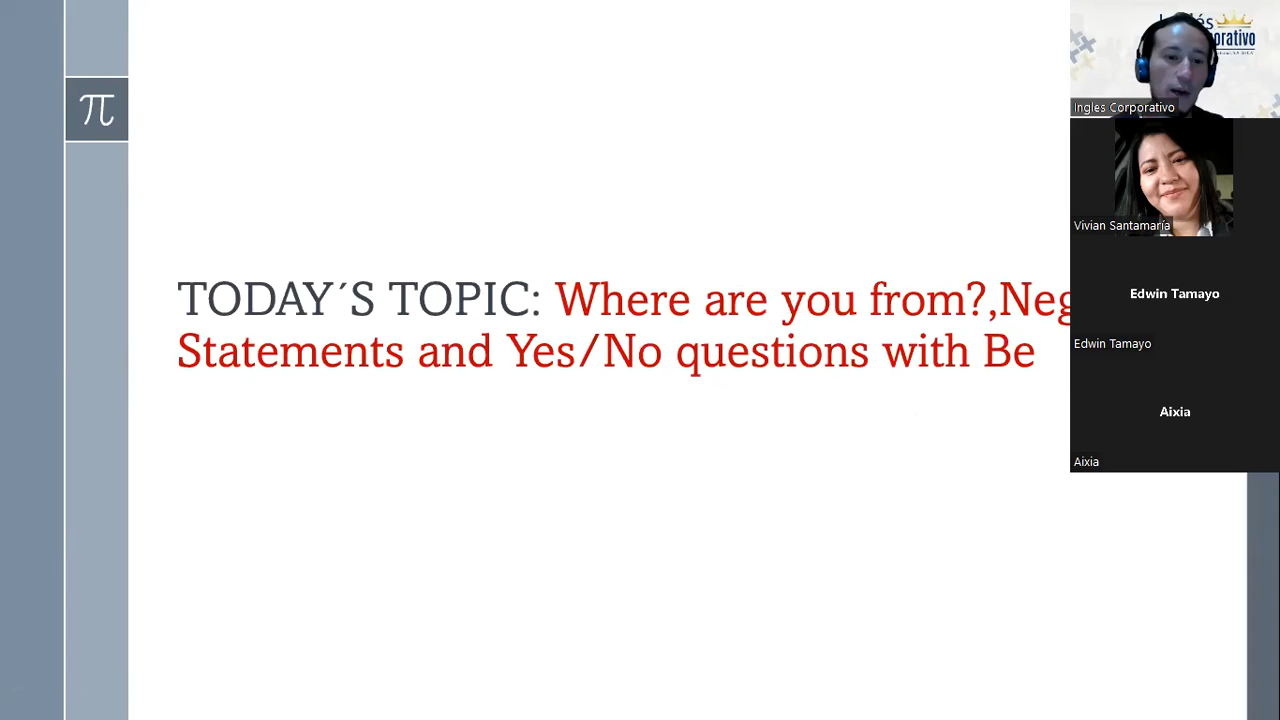 π
TODAY´S TOPIC: Where are you from?,Neg
Statements and Yes/No questions with Be
Ingles Corporativo
Vivian Santamaría
Edwin Tamayo
Edwin Tamayo
Aixia
Aixia